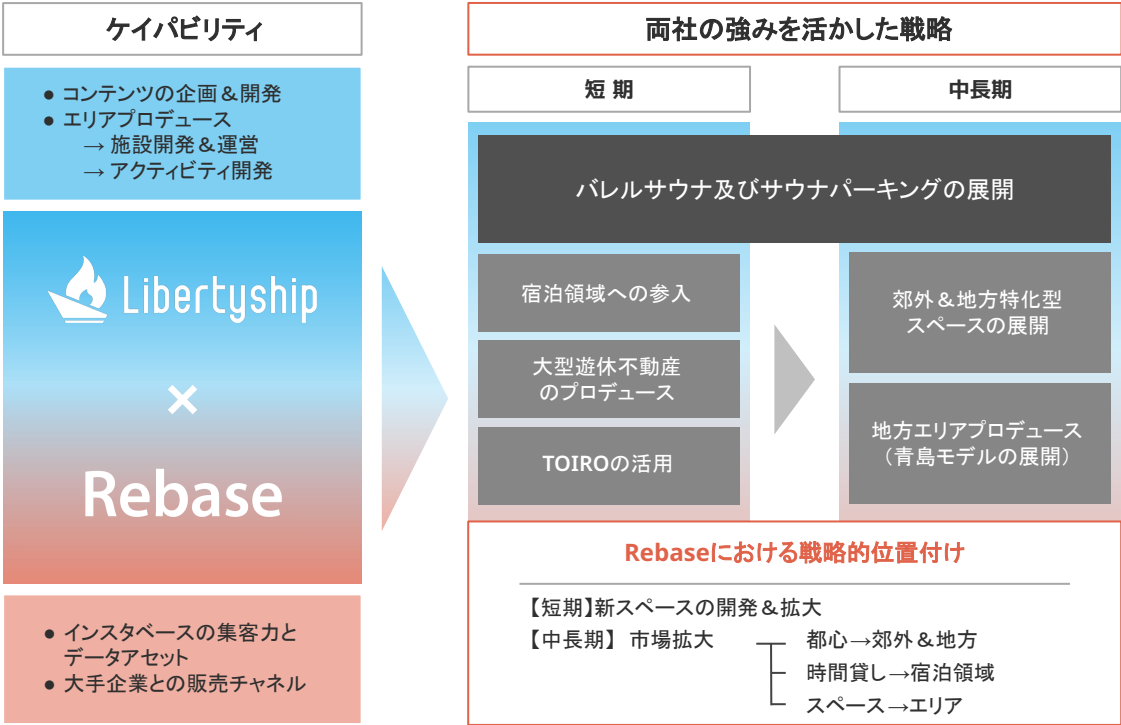 ケイパビリティ
● コンテンツの企画＆開発
● エリアプロデュース
→ 施設開発＆運営
→ アクティビティ開発
Libertyship
×
Rebase
● インスタベースの集客力と
データアセット
● 大手企業との販売チャネル
両社の強みを活かした戦略
短 期
中長期
バレルサウナ及びサウナパーキングの展開
宿泊領域への参入
大型遊休不動産
のプロデュース
TOIROの活用
郊外＆地方特化型
スペースの展開
地方エリアプロデュース
（青島モデルの展開）
Rebaseにおける戦略的位置付け
【短期】新スペースの開発＆拡大
【中長期】 市場拡大
都心→郊外＆地方
時間貸し→宿泊領域
スペース→エリア